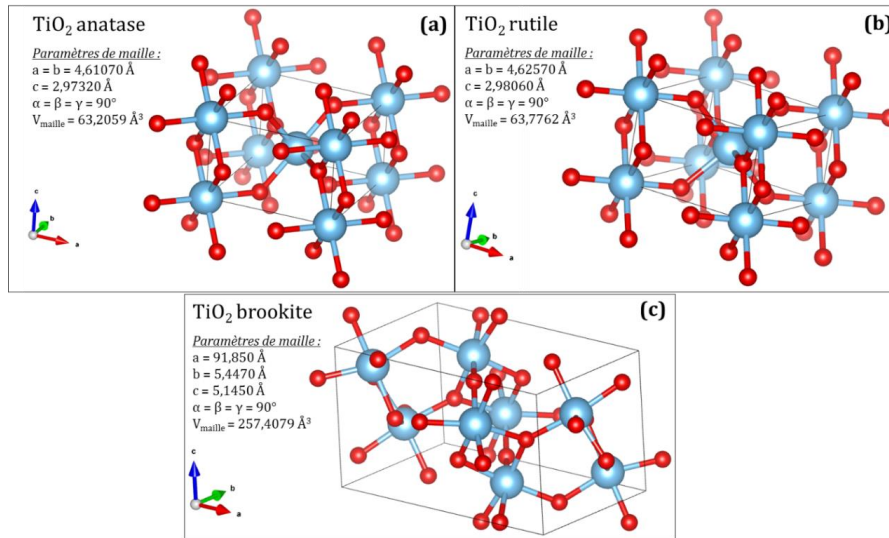 TiO₂ anatase
(a)
Paramètres de maille :
a = b = 4,61070 Å
c = 2,97320 Å
α = β = γ = 90°
Vmaille = 63,2059 Å³
c
b
a
TiO₂ rutile
(b)
Paramètres de maille :
a = b = 4,62570 Å
c = 2,98060 Å
α = β = γ = 90°
Vmaille = 63,7762 Å³
c
b
a
TiO₂ brookite
(c)
Paramètres de maille :
a = 91,850 Å
b = 5,4470 Å
c = 5,1450 Å
α = β = γ = 90°
Vmaille = 257,4079 Å³
c
b
a